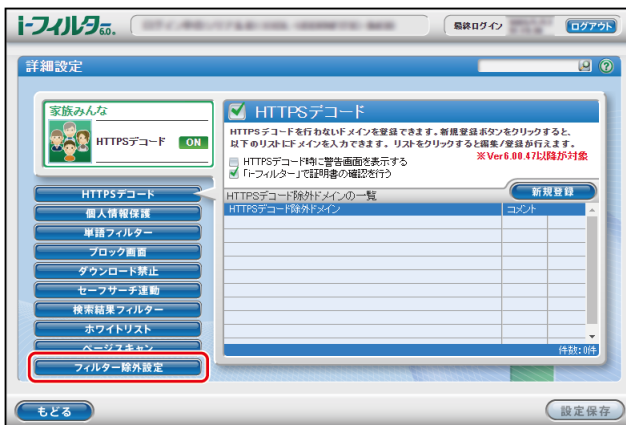 i-フィルター6.0.
最終ログイン
ログアウト
詳細設定
家族みんな
HTTPSデコード ON
HTTPSデコード
個人情報保護
単語フィルター
ブロック画面
ダウンロード禁止
セーフサーチ連動
検索結果フィルター
ホワイトリスト
ページスキャン
フィルター除外設定
HTTPSデコード
HTTPSデコードを行わないドメインを登録できます。新規登録ボタンをクリックすると、
以下のリストにドメインを入力できます。リストをクリックすると編集/登録が行えます。
※Ver6.00.47以降が対象
HTTPSデコード時に警告画面を表示する
「i-フィルター」で証明書の確認を行う
HTTPSデコード除外ドメインの一覧
新規登録
HTTPSデコード除外ドメイン コメント
件数:0件
もどる
設定保存